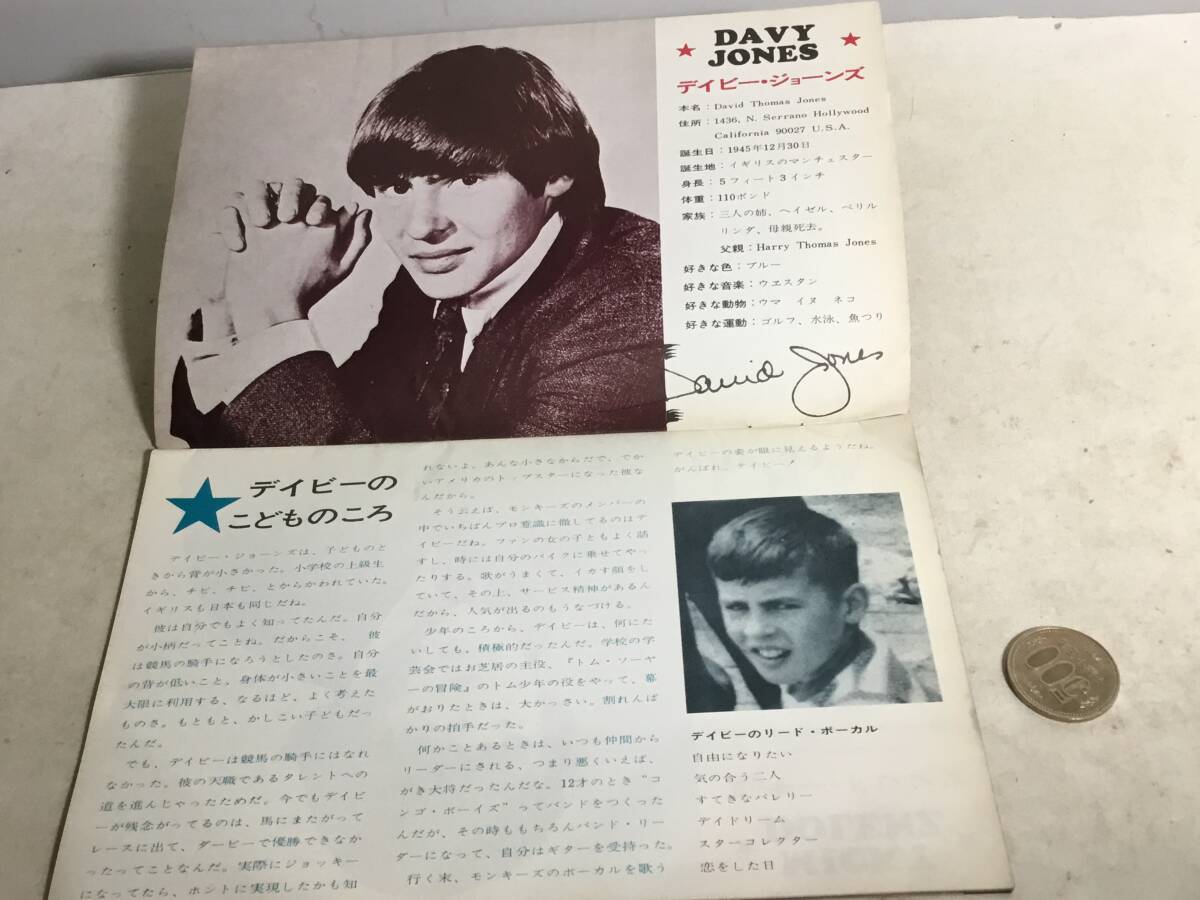 DAVY
JONES
デイビー・ジョーンズ
本名：David Thomas Jones
住所：1436, N. Serrano Hollywood
California 90027 U.S.A.
誕生日：1945年12月30日
誕生地：イギリスのマンチェスター
身長：5フィート3インチ
体重：110ポンド
家族：三人の姉、ヘイゼル、ベリル
リンダ、母親死去。
父親：Harry Thomas Jones
好きな色：ブルー
好きな音楽：ウエスタン
好きな動物：ウマ イヌ ネコ
好きな運動：ゴルフ、水泳、魚つり
David Jones
デイビーの
こどものころ
デイビー・ジョーンズは、子どものと
きから背が小さかった。小学校の上級生
から、チビ、チビ、とからかわれていた。
イギリスも日本も同じだね。
彼は自分でもよく知ってたんだ。自分
が小柄だってことね。だからこそ、彼
は競馬の騎手になろうとしたのさ。自分
の背が低いこと、身体が小さいことを最
大眼に利用する、なるほど、よく考えた
ものさ。もともと、かしこい子どもだっ
たんだ。
でも、デイビーは競馬の騎手にはなれ
なかった。彼の天職であるタレントへの
道を進んじゃったためだ。今でもデイビ
ーが残念がってるのは、馬にまたがって
レースに出て、ダービーで優勝できなか
ったってことなんだ。実際にジョッキー
になってたら、ホントに実現したかも知
れないよ。あんな小さなからだで、でか
いアメリカのトップスターになった彼な
んだから。
そう云えば、モンキーズのメンバーの
中でいちばんプロ意識に徹してるのはデ
イビーだね。ファンの女の子ともよく話
すし、時には自分のバイクに乗せてやっ
たりする。歌がうまくて、イカす顔をし
ていて、その上、サービス精神があるん
だから、人気が出るのもうなづける。
少年のころから、デイビーは、何にた
いしても、積極的だったんだ。学校の学
芸会ではお芝居の主役、『トム・ソーヤ
ーの冒険』のトム少年の役をやって、幕
がおりたときは、大かっさい。割れんば
かりの拍手だった。
何かことあるときは、いつも仲間から
リーダーにされる、つまり悪くいえば、
がき大将だったんだな。12才のとき“コ
ンゴ・ボーイズ”ってバンドをつくった
んだが、その時ももちろんバンド・リー
ダーになって、自分はギターを受持った。
行く末、モンキーズのボーカルを歌う
デイビーの姿が眼に見えるようだね。
がんばれ、デイビー！
デイビーのリード・ボーカル
自由になりたい
気の合う二人
すてきなバレリー
デイドリーム
スターコレクター
恋をした日
500